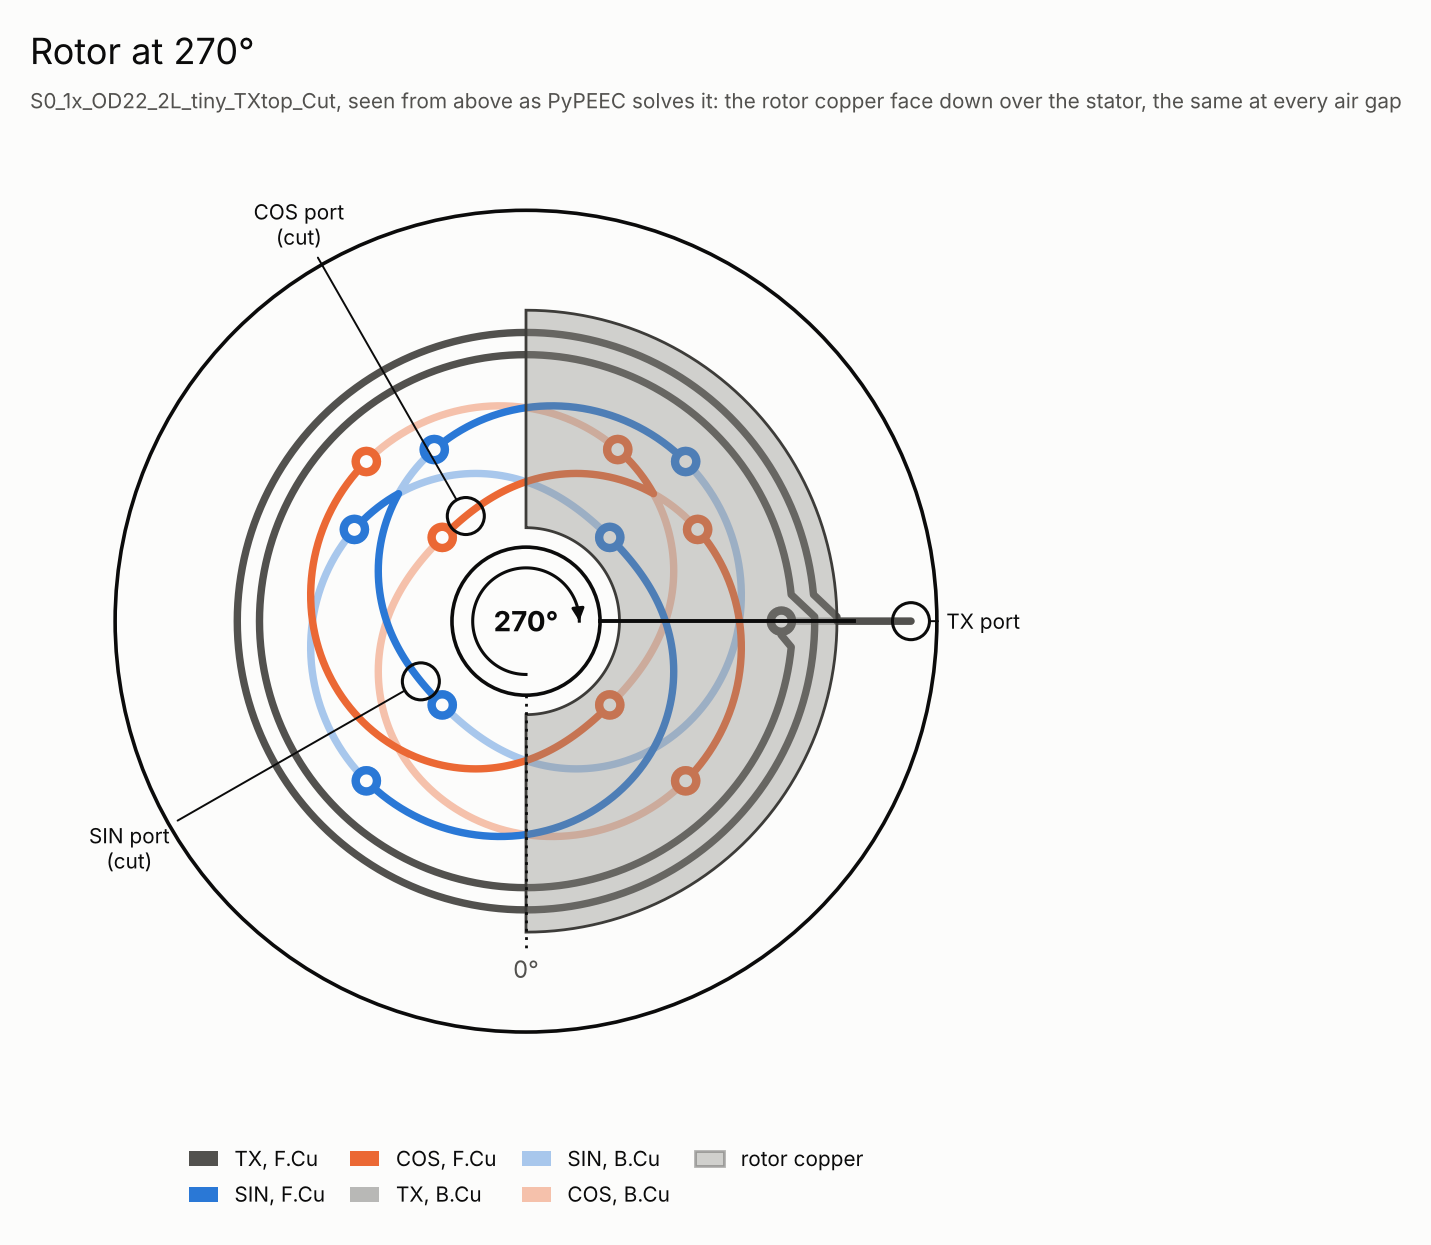 Rotor at 270°
S0_1x_OD22_2L_tiny_TXtop_Cut, seen from above as PyPEEC solves it: the rotor copper face down over the stator, the same at every air gap
COS port
(cut)
270°
TX port
SIN port
(cut)
0°
TX, F.Cu
COS, F.Cu
SIN, B.Cu
rotor copper
SIN, F.Cu
TX, B.Cu
COS, B.Cu